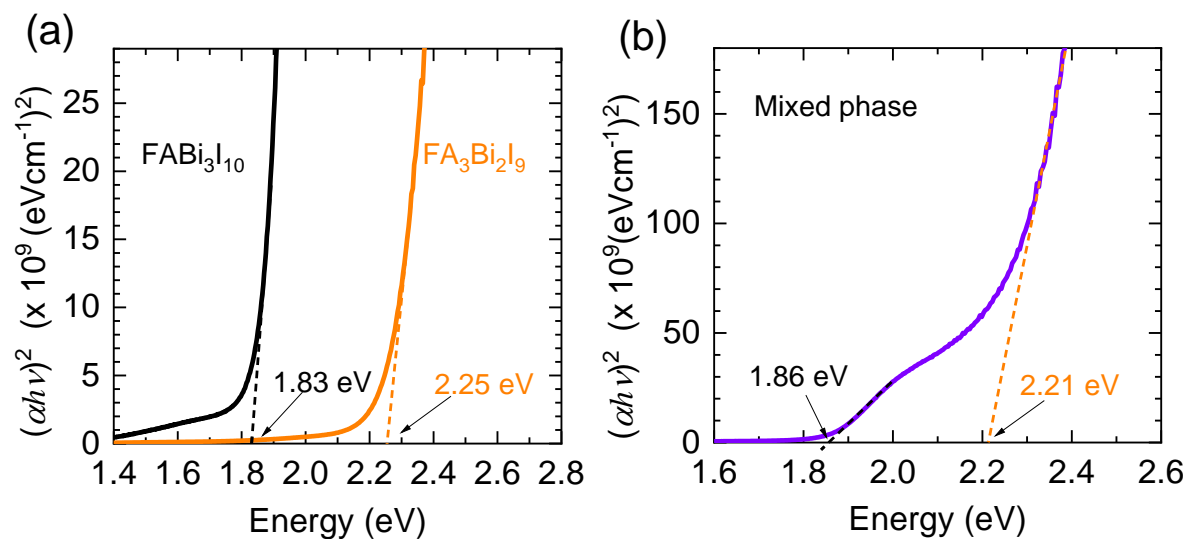 (a)
(αhν)² (x 10⁹ (eVcm⁻¹)²
25
20
15
10
5
0
FABi₃I₁₀
FA₃Bi₂I₉
1.83 eV
2.25 eV
1.4 1.6 1.8 2.0 2.2 2.4 2.6 2.8
Energy (eV)
(b)
(αhν)² (x 10⁹(eVcm⁻¹)²
150
100
50
0
Mixed phase
1.86 eV
2.21 eV
1.6 1.8 2.0 2.2 2.4 2.6
Energy (eV)